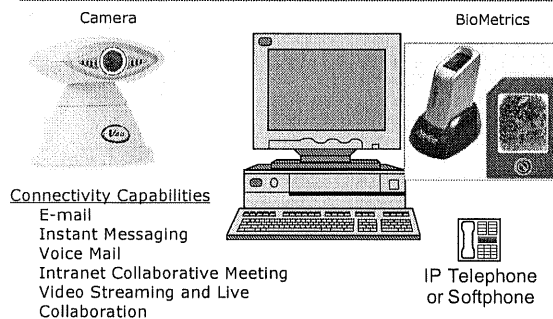 Camera
BioMetrics
Connectivity Capabilities
E-mail
Instant Messaging
Voice Mail
Intranet Collaborative Meeting
Video Streaming and Live
Collaboration
IP Telephone
or Softphone